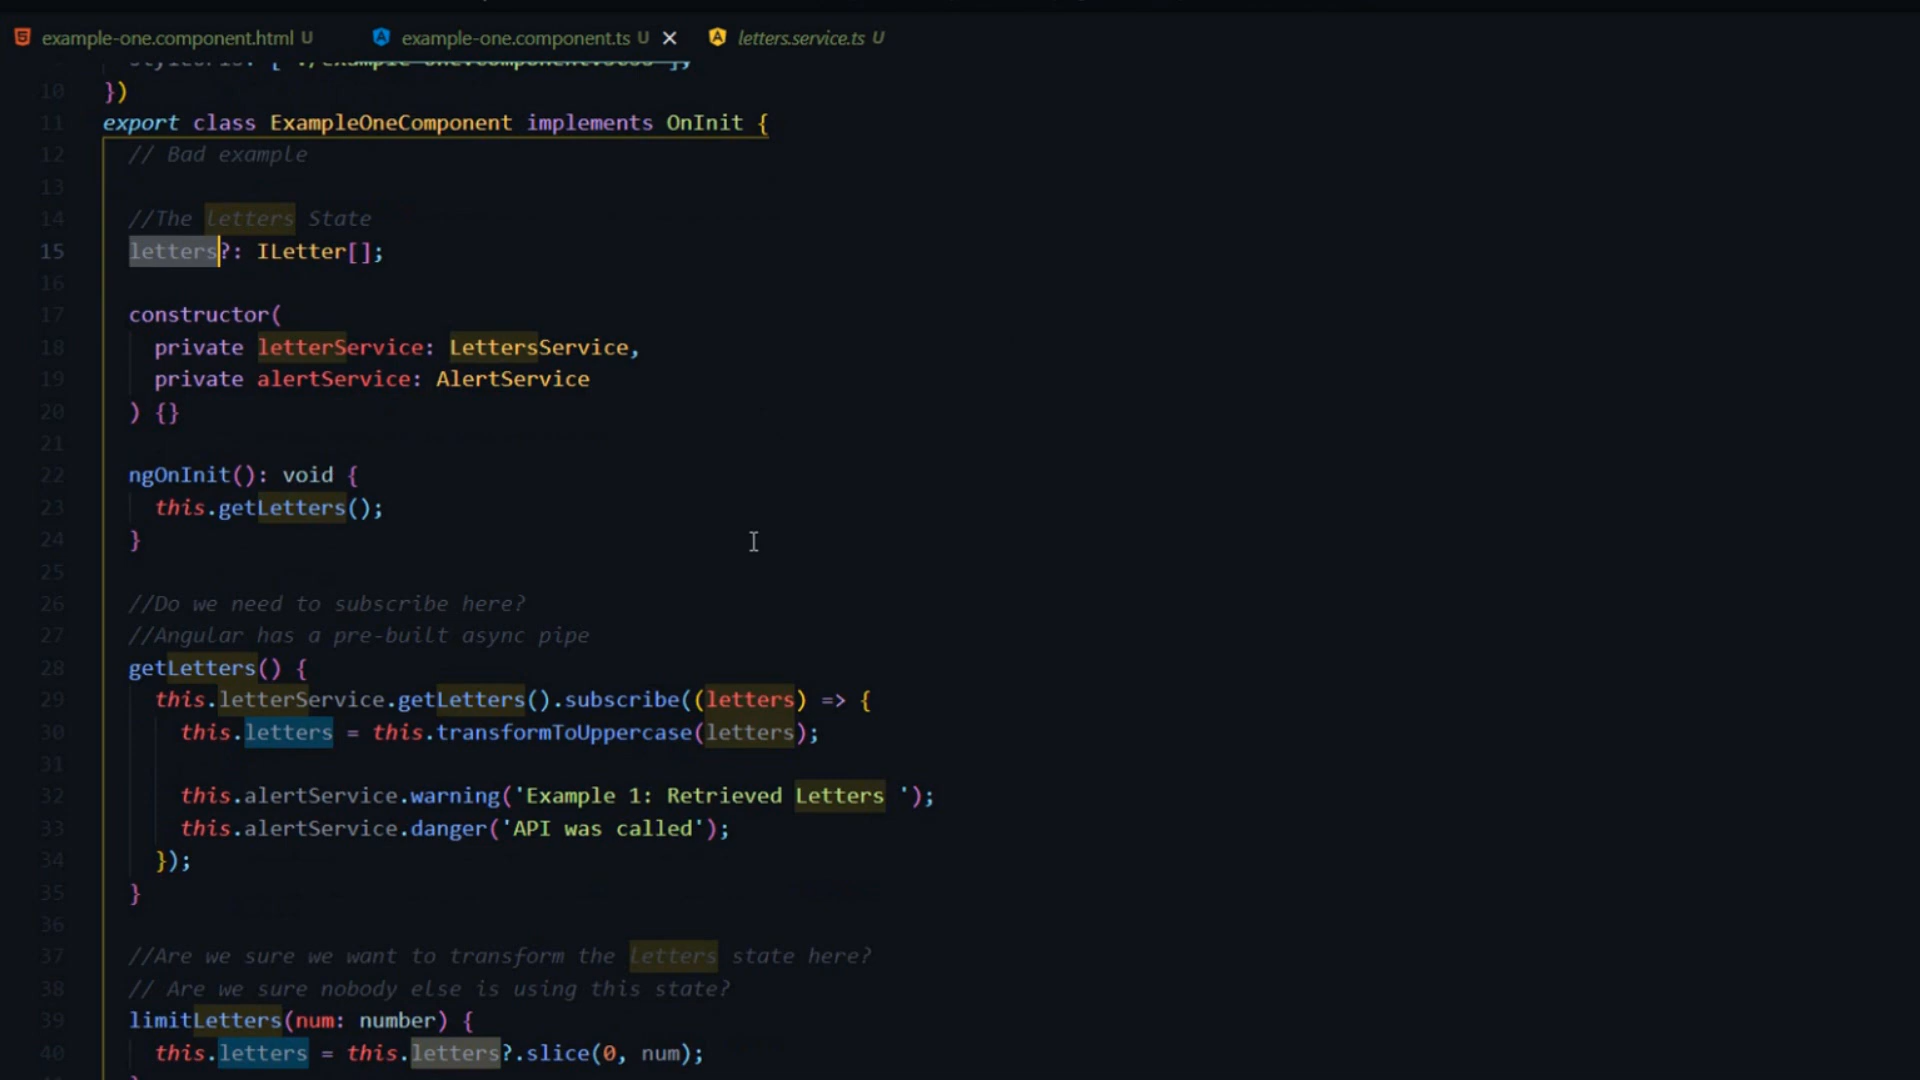 example-one.component.html U example-one.component.ts U letters.service.ts U
styleUrls: ['./example-one.component.scss'],
10 })
11 export class ExampleOneComponent implements OnInit {
12 // Bad example
13
14 //The letters State
15 letters?: ILetter[];
16
17 constructor(
18 private letterService: LettersService,
19 private alertService: AlertService
20 ) {}
21
22 ngOnInit(): void {
23 this.getLetters();
24 }
25
26 //Do we need to subscribe here?
27 //Angular has a pre-built async pipe
28 getLetters() {
29 this.letterService.getLetters().subscribe((letters) => {
30 this.letters = this.transformToUppercase(letters);
31
32 this.alertService.warning('Example 1: Retrieved Letters ');
33 this.alertService.danger('API was called');
34 });
35 }
36
37 //Are we sure we want to transform the letters state here?
38 // Are we sure nobody else is using this state?
39 limitLetters(num: number) {
40 this.letters = this.letters?.slice(0, num);